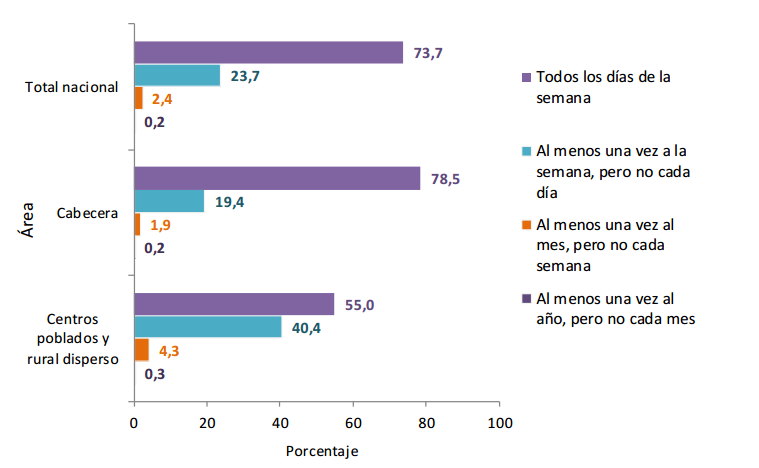 Total nacional
73,7
23,7
2,4
0,2
Cabecera
78,5
19,4
1,9
0,2
Centros
poblados y
rural disperso
55,0
40,4
4,3
0,3
Área
0 20 40 60 80 100
Porcentaje
Todos los días de la
semana
Al menos una vez a la
semana, pero no cada
día
Al menos una vez al
mes, pero no cada
semana
Al menos una vez al
año, pero no cada mes